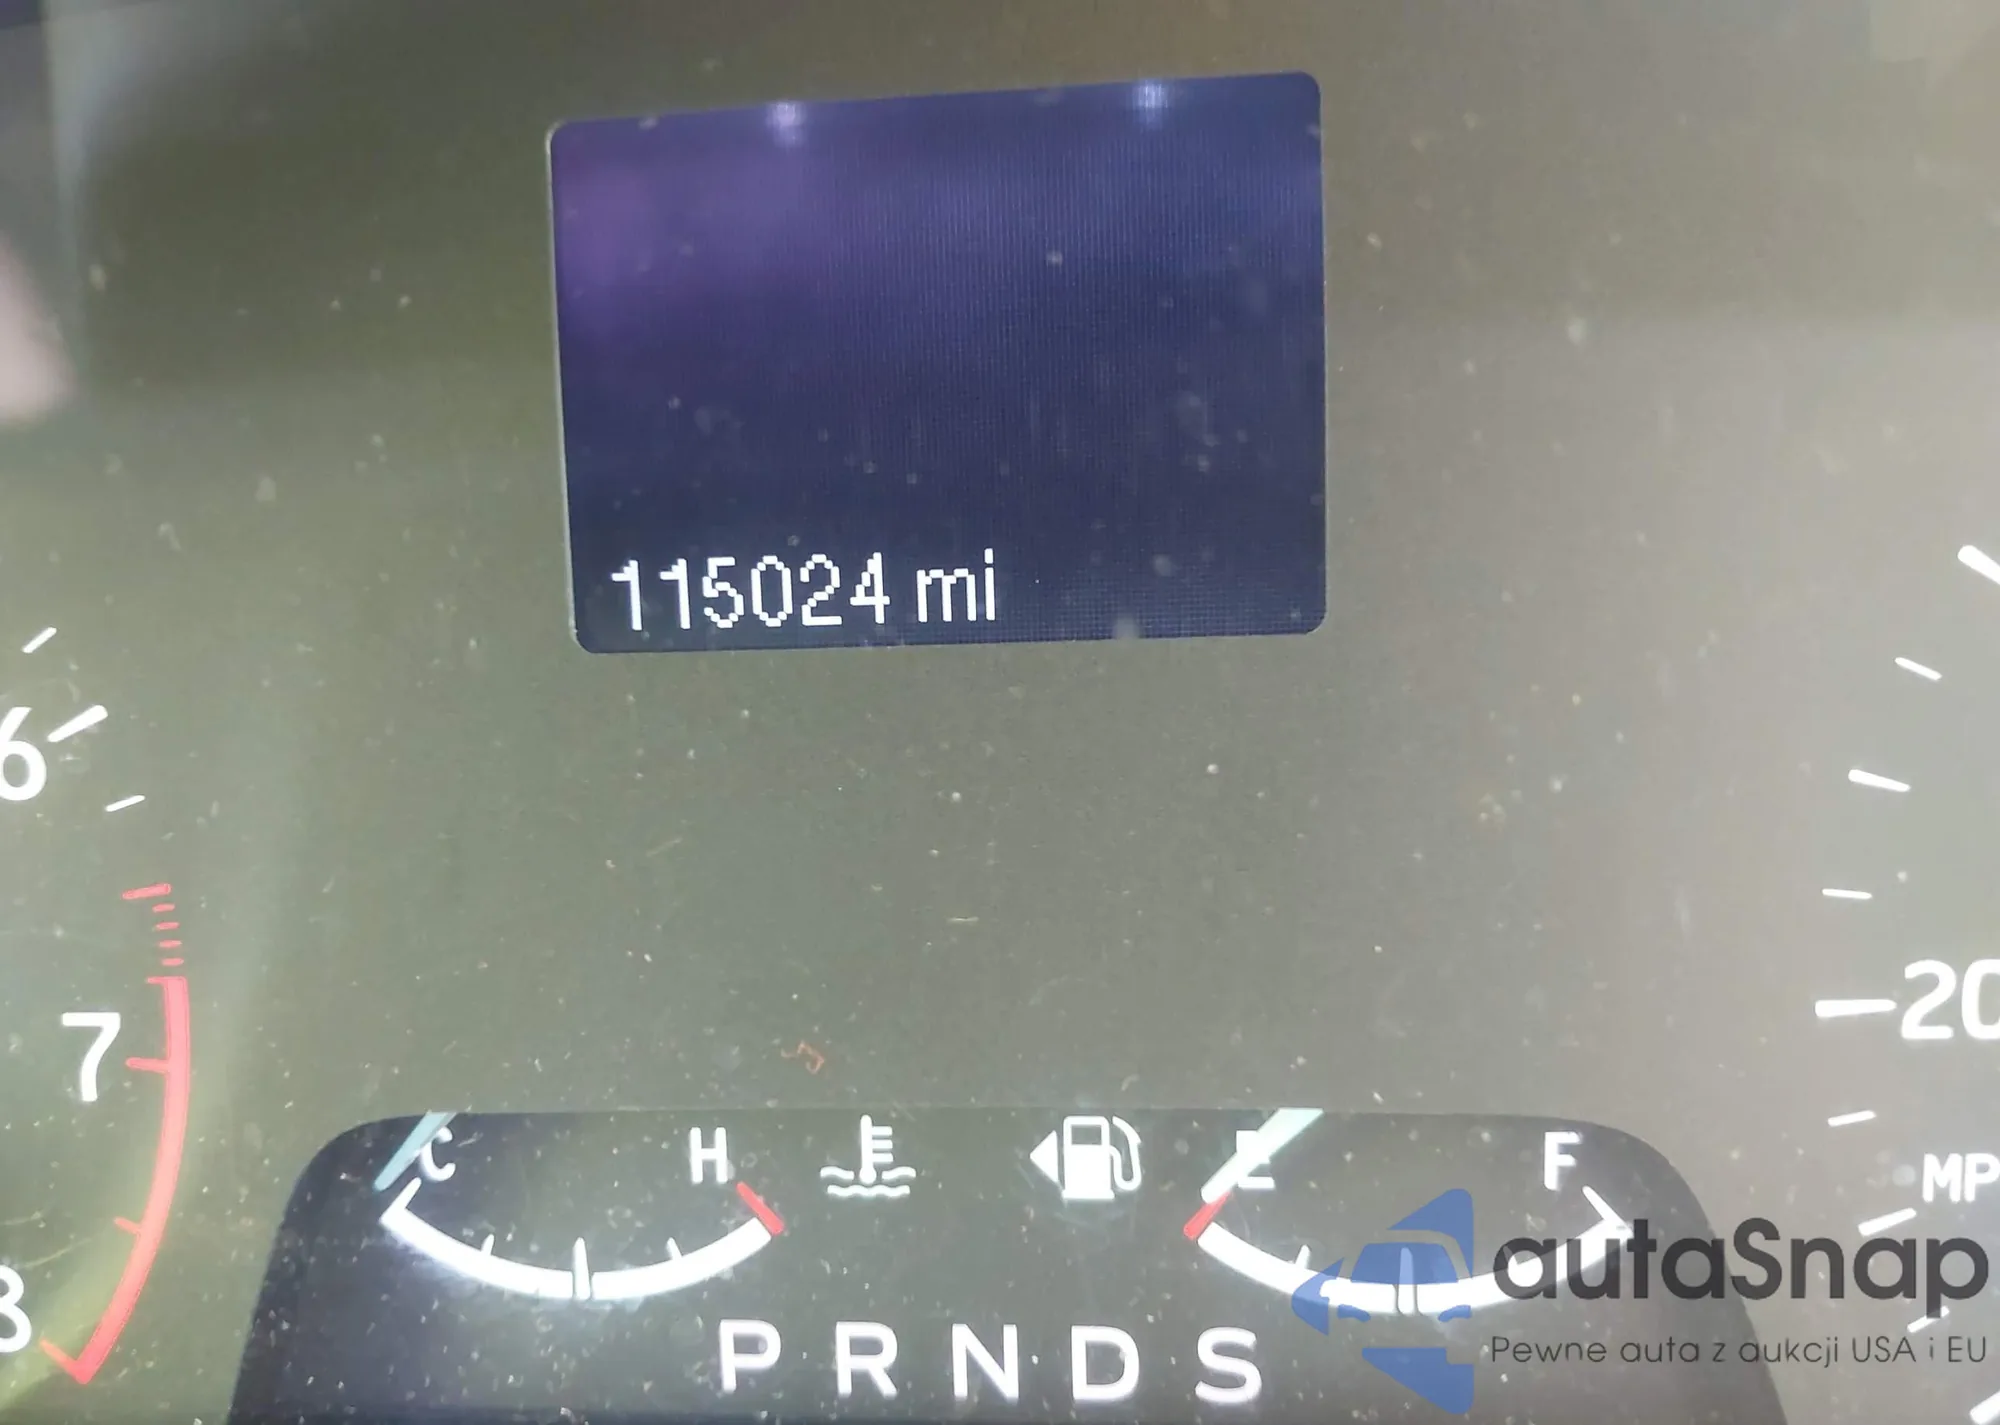 115024 mi
6
7
8
20
MP
C H E F
P R N D S
autaSnap
Pewne auta z aukcji USA i EU